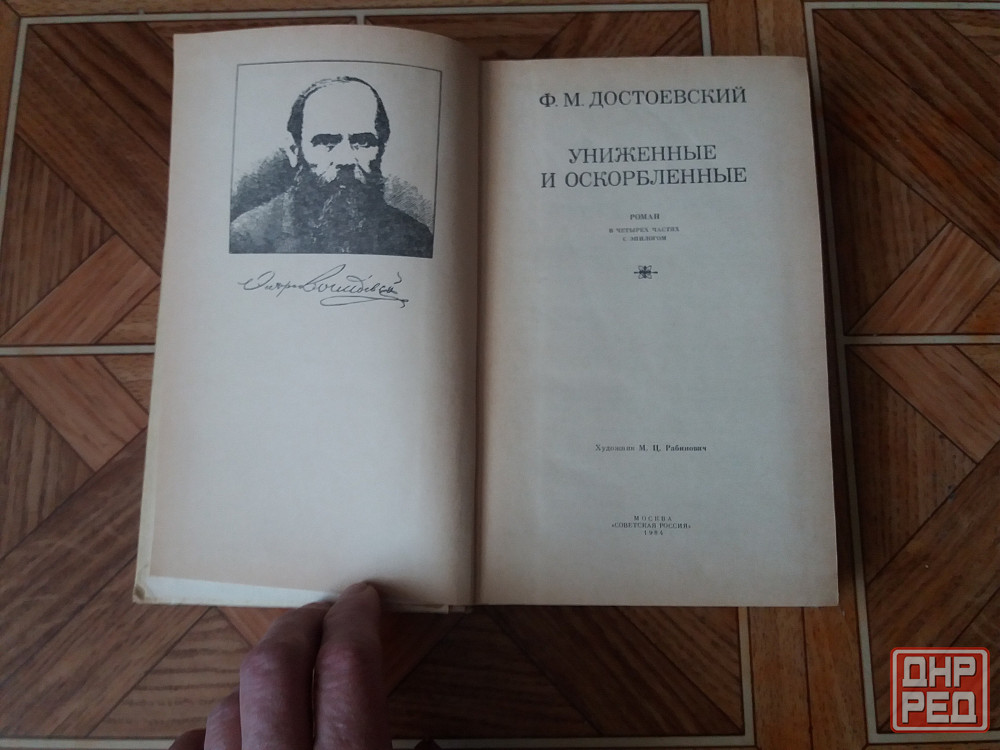 Ф. М. ДОСТОЕВСКИЙ
УНИЖЕННЫЕ
И ОСКОРБЛЕННЫЕ
РОМАН
В ЧЕТЫРЕХ ЧАСТЯХ
С ЭПИЛОГОМ
Художник М. Ц. Рабинович
МОСКВА
«СОВЕТСКАЯ РОССИЯ»
ДНР
РЕД